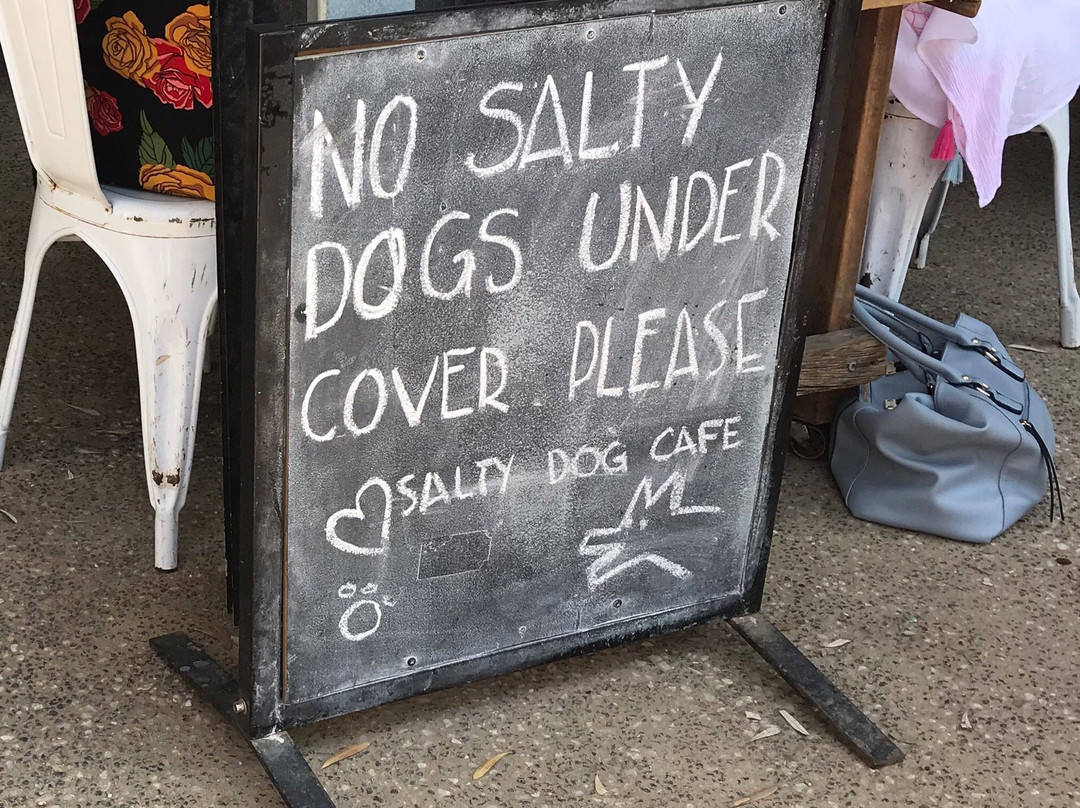 NO SALTY
DOGS UNDER
COVER PLEASE
SALTY DOG CAFE